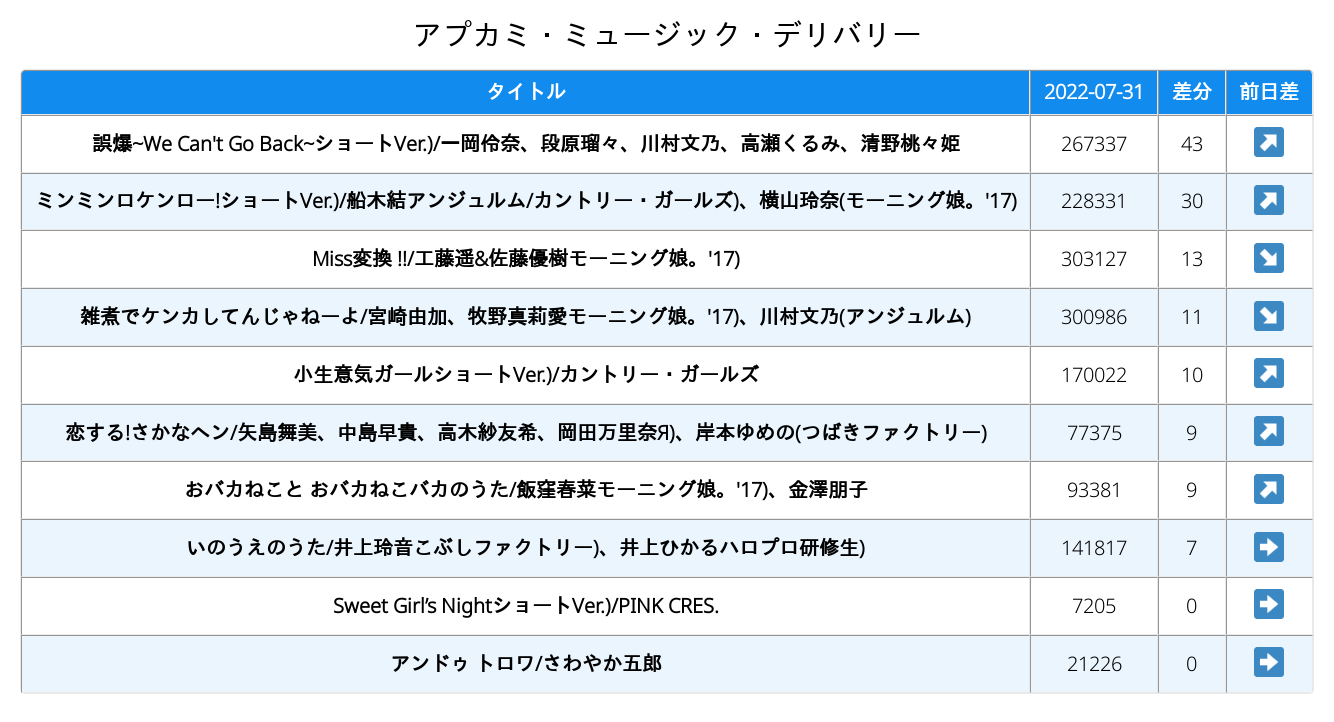 アプカミ・ミュージック・デリバリー
タイトル 2022-07-31 差分 前日差
誤爆~We Can't Go Back~ショートVer.)/一岡伶奈、段原瑠々、川村文乃、高瀬くるみ、清野桃々姫 267337 43 ↗
ミンミンロケンロー!ショートVer.)/船木結アンジュルム/カントリー・ガールズ)、横山玲奈(モーニング娘。'17) 228331 30 ↗
Miss変換 !!/工藤遥&佐藤優樹モーニング娘。'17) 303127 13 ↘
雑煮でケンカしてんじゃねーよ/宮崎由加、牧野真莉愛モーニング娘。'17)、川村文乃(アンジュルム) 300986 11 ↘
小生意気ガールショートVer.)/カントリー・ガールズ 170022 10 ↗
恋する!さかなヘン/矢島舞美、中島早貴、高木紗友希、岡田万里奈Я)、岸本ゆめの(つばきファクトリー) 77375 9 ↗
おバカねこと おバカねこバカのうた/飯窪春菜モーニング娘。'17)、金澤朋子 93381 9 ↗
いのうえのうた/井上玲音こぶしファクトリー)、井上ひかるハロプロ研修生) 141817 7 ➡
Sweet Girl’s NightショートVer.)/PINK CRES. 7205 0 ➡
アンドゥ トロワ/さわやか五郎 21226 0 ➡